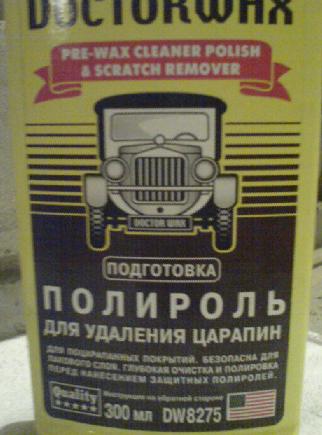 DOCTORWAX
PRE-WAX CLEANER POLISH
& SCRATCH REMOVER
DOCTOR WAX
ПОДГОТОВКА
ПОЛИРОЛЬ
ДЛЯ УДАЛЕНИЯ ЦАРАПИН
ДЛЯ ПОЦАРАПАННЫХ ПОКРЫТИЙ. БЕЗОПАСНА ДЛЯ
ЛАКОВОГО СЛОЯ. ГЛУБОКАЯ ОЧИСТКА И ПОЛИРОВКА
ПЕРЕД НАНЕСЕНИЕМ ЗАЩИТНЫХ ПОЛИРОЛЕЙ.
Quality
Инструкция на обратной стороне
300 МЛ DW8275